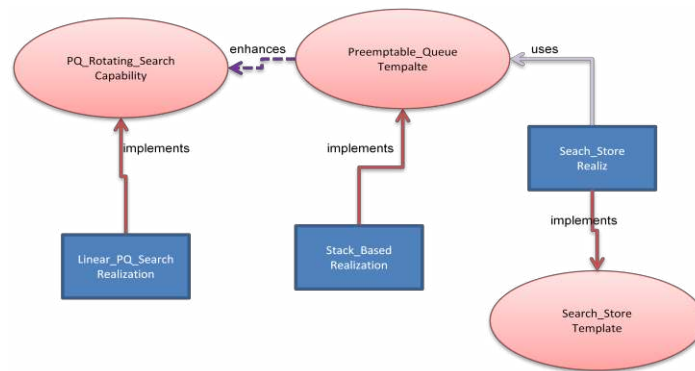 enhances
uses
PQ_Rotating_Search
Capability
Preemptable_Queue
Tempalte
implements
implements
Seach_Store
Realiz
implements
Linear_PQ_Search
Realization
Stack_Based
Realization
Search_Store
Template